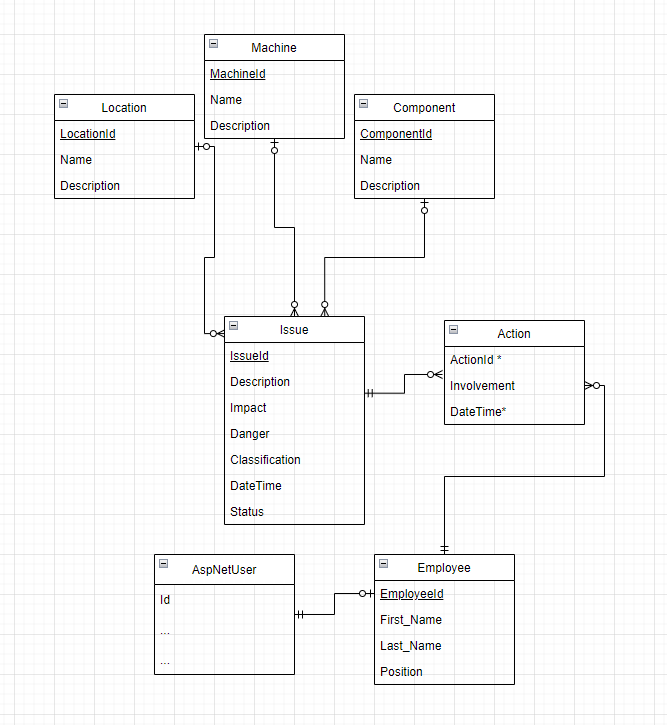 Machine
MachineId
Name
Description
Location
LocationId
Name
Description
Component
ComponentId
Name
Description
Issue
IssueId
Description
Impact
Danger
Classification
DateTime
Status
Action
ActionId *
Involvement
DateTime*
AspNetUser
Id
...
...
Employee
EmployeeId
First_Name
Last_Name
Position